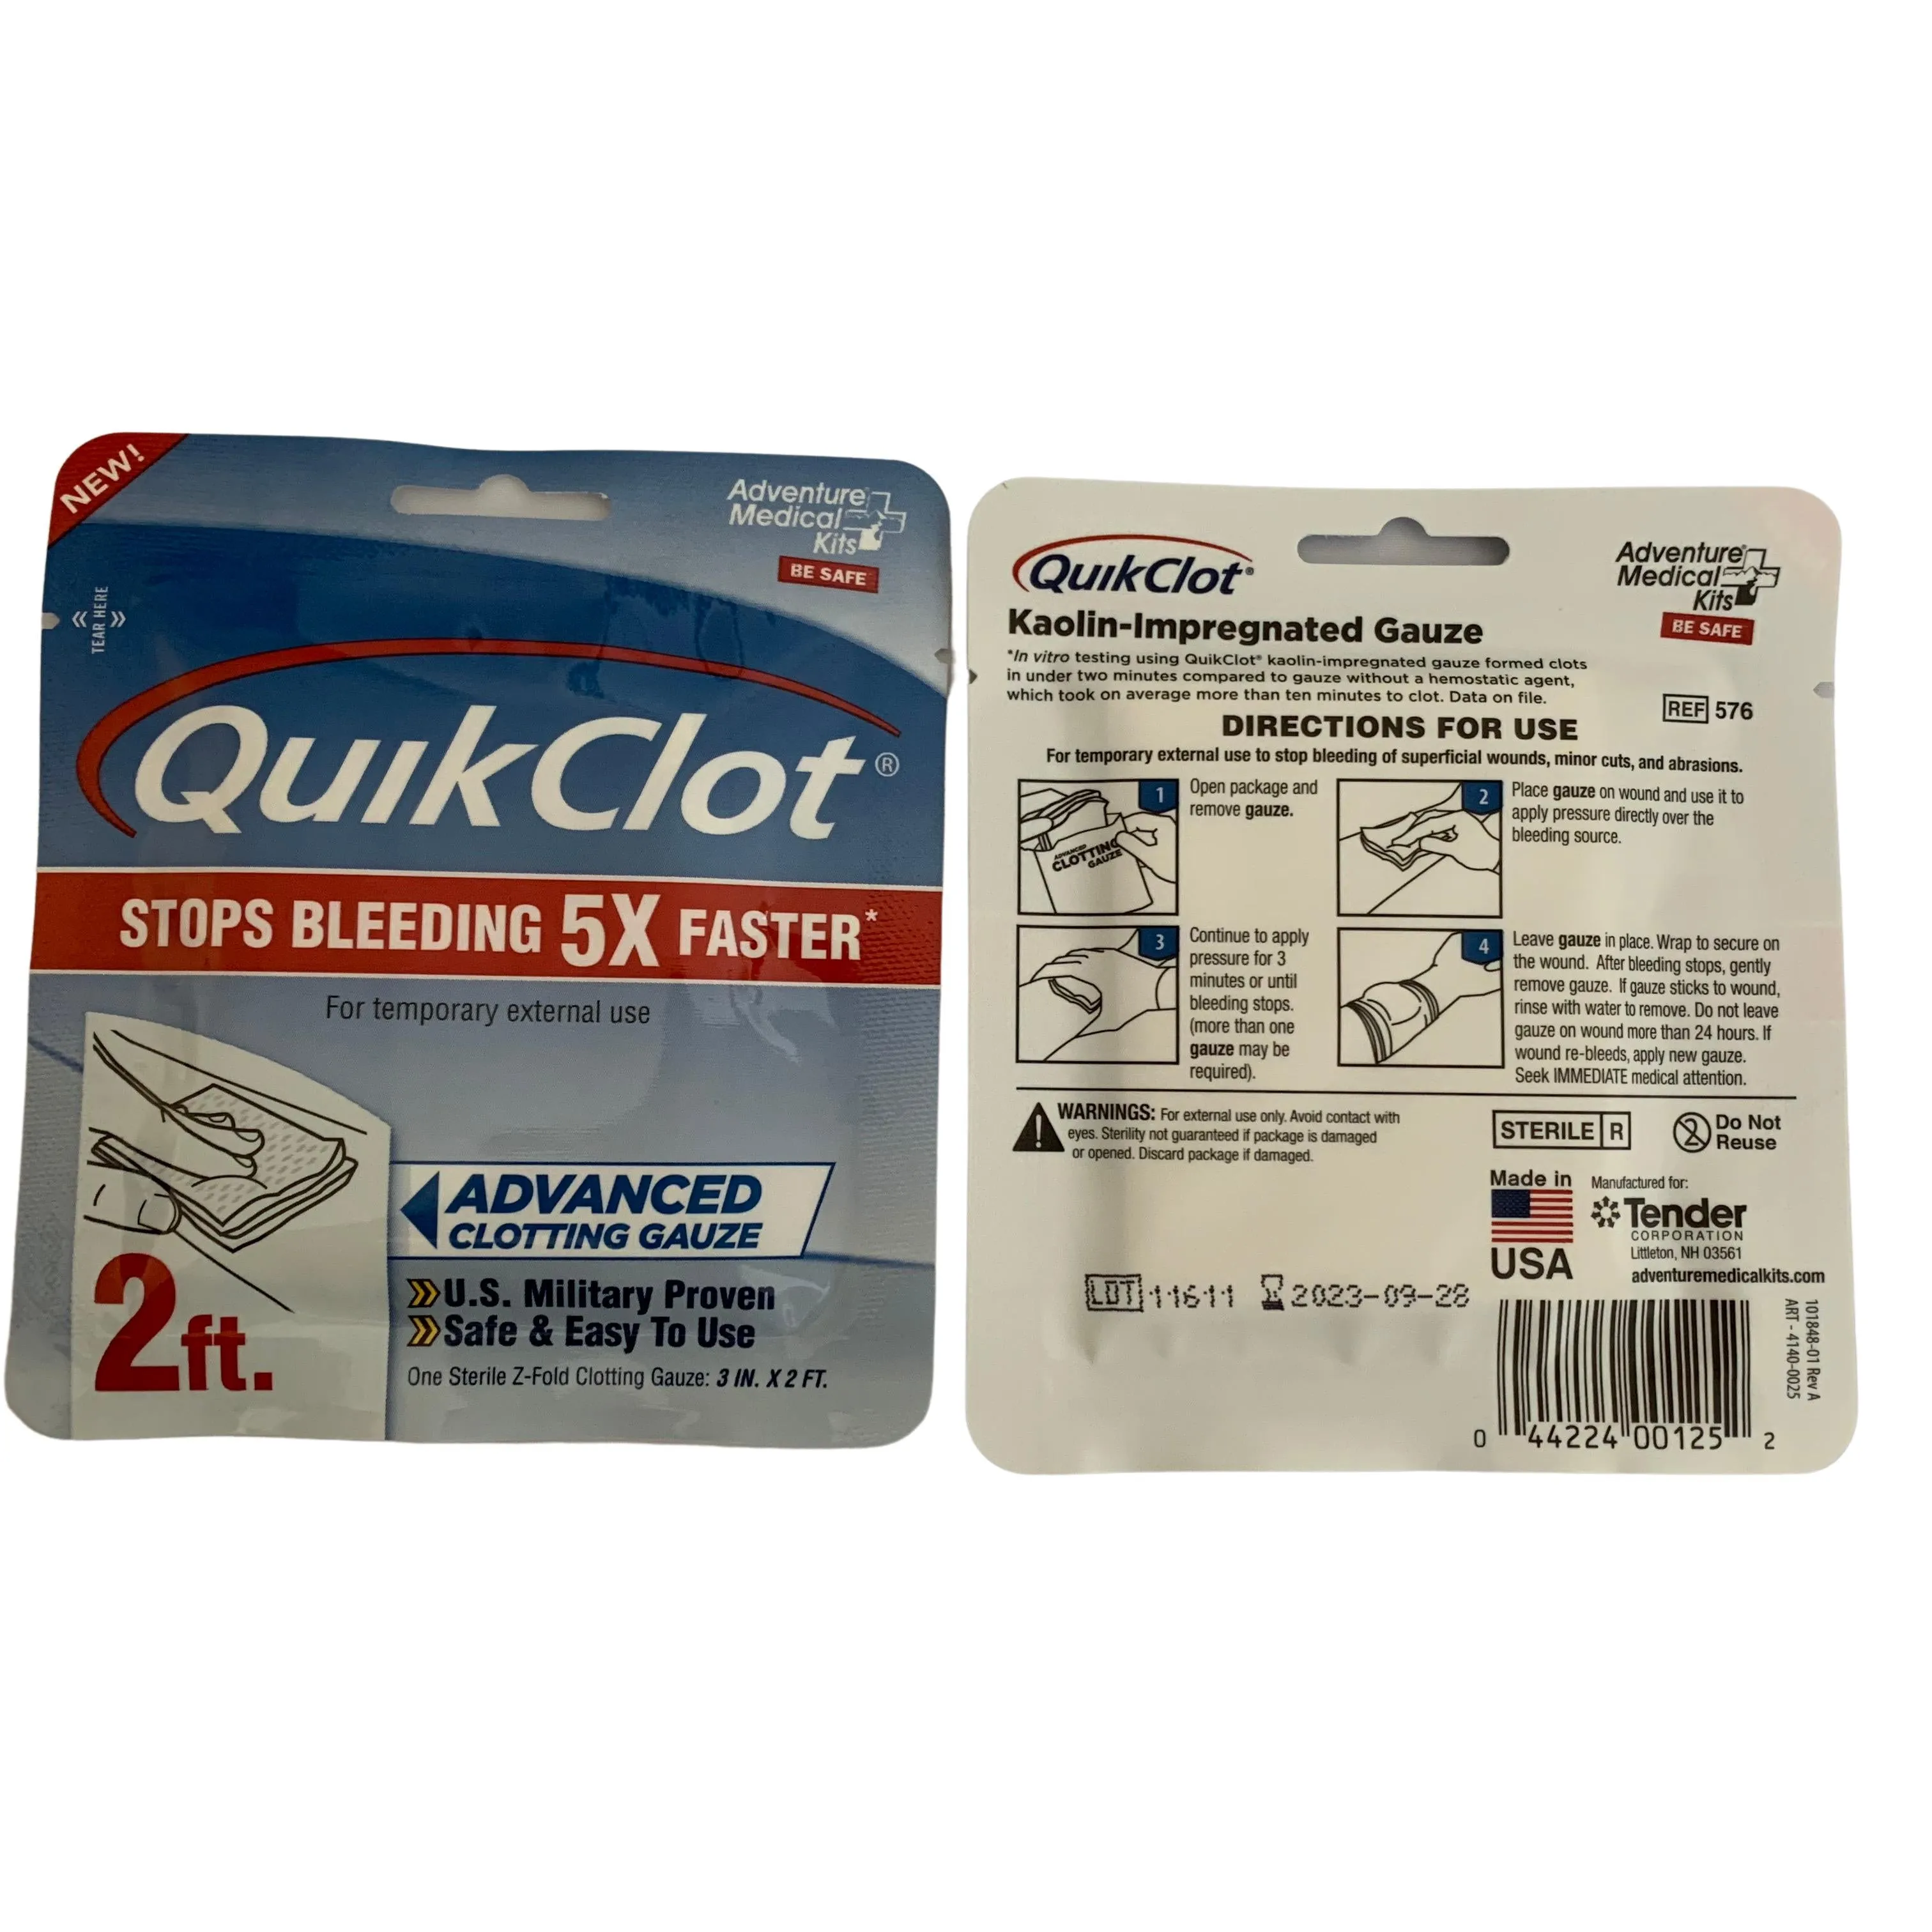 NEW!
Adventure
Medical
Kits
BE SAFE
« TEAR HERE »
QuikClot®
STOPS BLEEDING 5X FASTER*
For temporary external use
ADVANCED
CLOTTING GAUZE
2ft.
»U.S. Military Proven
»Safe & Easy To Use
One Sterile Z-Fold Clotting Gauze: 3 IN. X 2 FT.
QuikClot®
Adventure®
Medical
Kits
BE SAFE
Kaolin-Impregnated Gauze
*In vitro testing using QuikClot® kaolin-impregnated gauze formed clots
in under two minutes compared to gauze without a hemostatic agent,
which took on average more than ten minutes to clot. Data on file.
REF 576
DIRECTIONS FOR USE
For temporary external use to stop bleeding of superficial wounds, minor cuts, and abrasions.
1
ADVANCED
CLOTTING
GAUZE
Open package and
remove gauze.
2
Place gauze on wound and use it to
apply pressure directly over the
bleeding source.
3
Continue to apply
pressure for 3
minutes or until
bleeding stops.
(more than one
gauze may be
required).
4
Leave gauze in place. Wrap to secure on
the wound. After bleeding stops, gently
remove gauze. If gauze sticks to wound,
rinse with water to remove. Do not leave
gauze on wound more than 24 hours. If
wound re-bleeds, apply new gauze.
Seek IMMEDIATE medical attention.
WARNINGS: For external use only. Avoid contact with
eyes. Sterility not guaranteed if package is damaged
or opened. Discard package if damaged.
STERILE R
2
Do Not
Reuse
Made in
USA
Manufactured for:
Tender
CORPORATION
Littleton, NH 03561
adventuremedicalkits.com
LOT 11611 2023-09-28
101848-01 Rev A
ART - 4140-0025
0 44224 00125 2